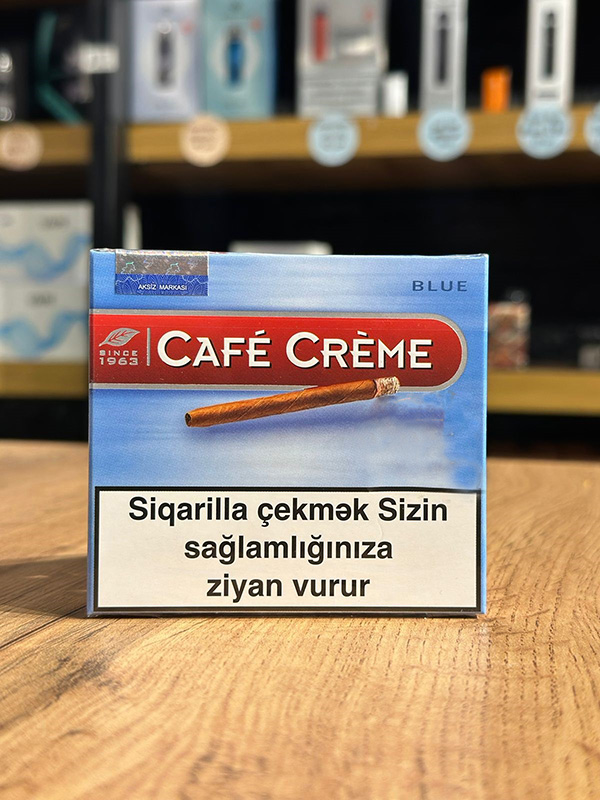 AKSİZ MARKASI
BLUE
SINCE
1963
CAFÉ CRÈME
Siqarilla çekmək Sizin
sağlamlığınıza
ziyan vurur